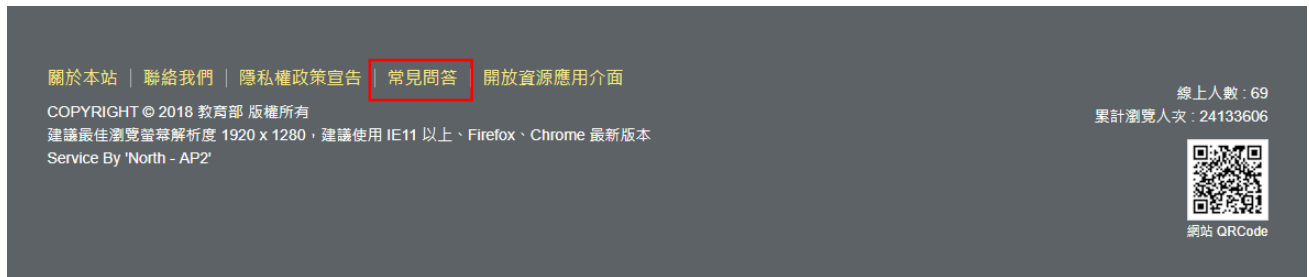 關於本站｜聯絡我們｜隱私權政策宣告｜常見問答｜開放資源應用介面
COPYRIGHT © 2018 教育部 版權所有
建議最佳瀏覽螢幕解析度 1920 x 1280，建議使用 IE11 以上、Firefox、Chrome 最新版本
Service By 'North - AP2'
線上人數 : 69
累計瀏覽人次 : 24133606
網站 QRCode